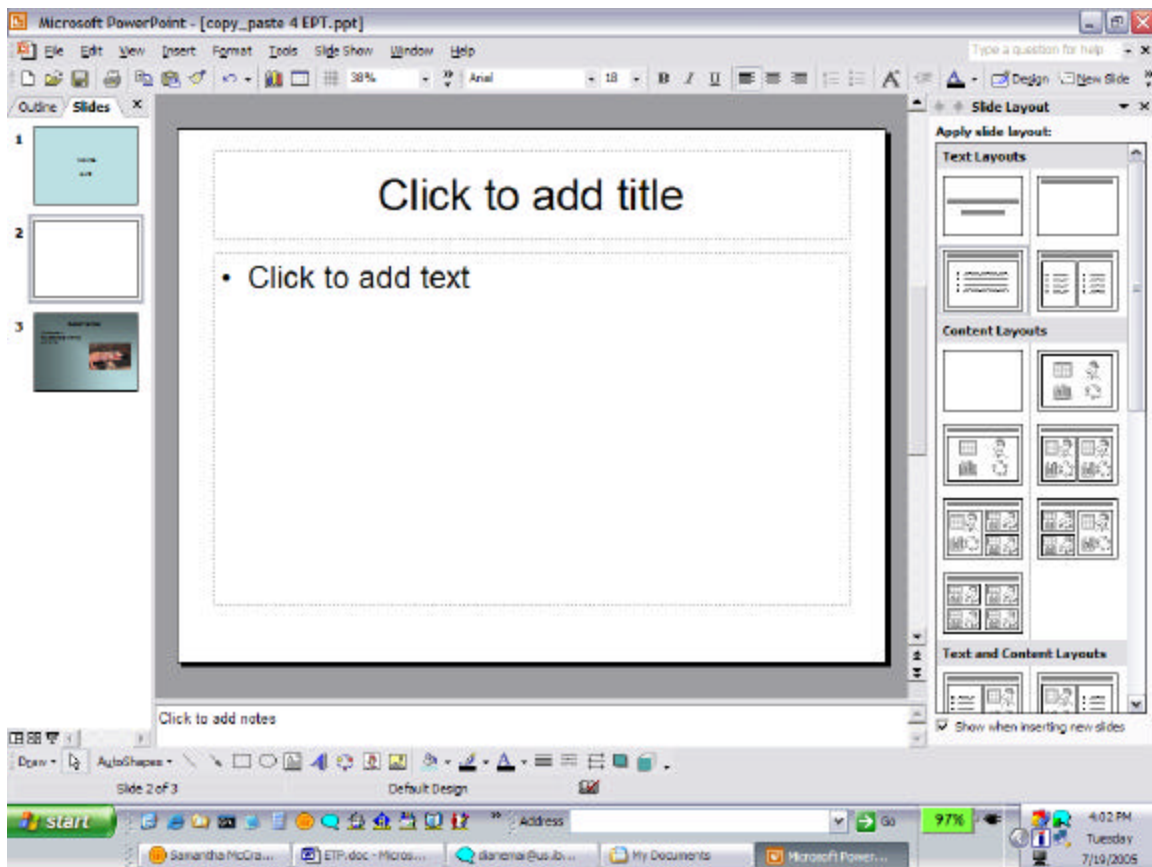 Microsoft PowerPoint - [copy_paste 4 EPT.ppt]
File Edit View Insert Format Tools Slide Show Window Help Type a question for help
38% Arial 18 B I U A A Design New Slide
Outline Slides Slide Layout
Apply slide layout:
Text Layouts
1
2
3
Click to add title
• Click to add text
Content Layouts
Text and Content Layouts
Show when inserting new slides
Click to add notes
Draw AutoShapes A
Slide 2 of 3 Default Design
start Address Go 97% 4:02 PM
Tuesday
7/19/2005
Samantha McCra... ETP.doc - Micros... dianemai@us.ib... My Documents Microsoft Power...